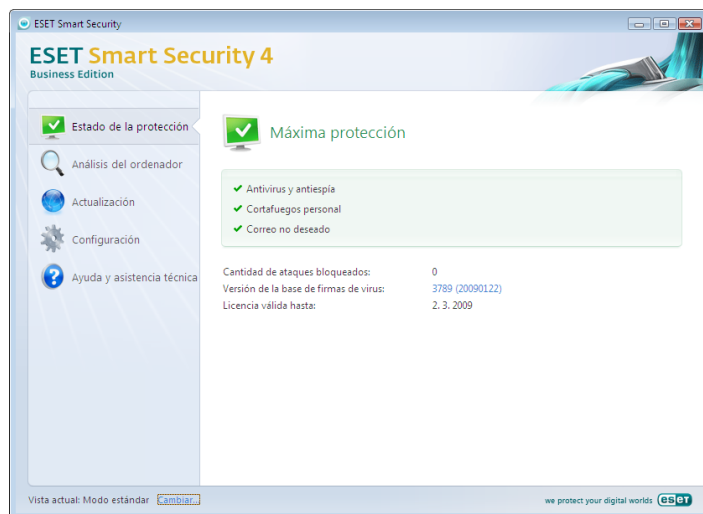 ESET Smart Security
ESET Smart Security 4
Business Edition
Estado de la protección
Análisis del ordenador
Actualización
Configuración
Ayuda y asistencia técnica
Máxima protección
Antivirus y antiespía
Cortafuegos personal
Correo no deseado
Cantidad de ataques bloqueados: 0
Versión de la base de firmas de virus: 3789 (20090122)
Licencia válida hasta: 2. 3. 2009
Vista actual: Modo estándar Cambiar...
we protect your digital worlds eset